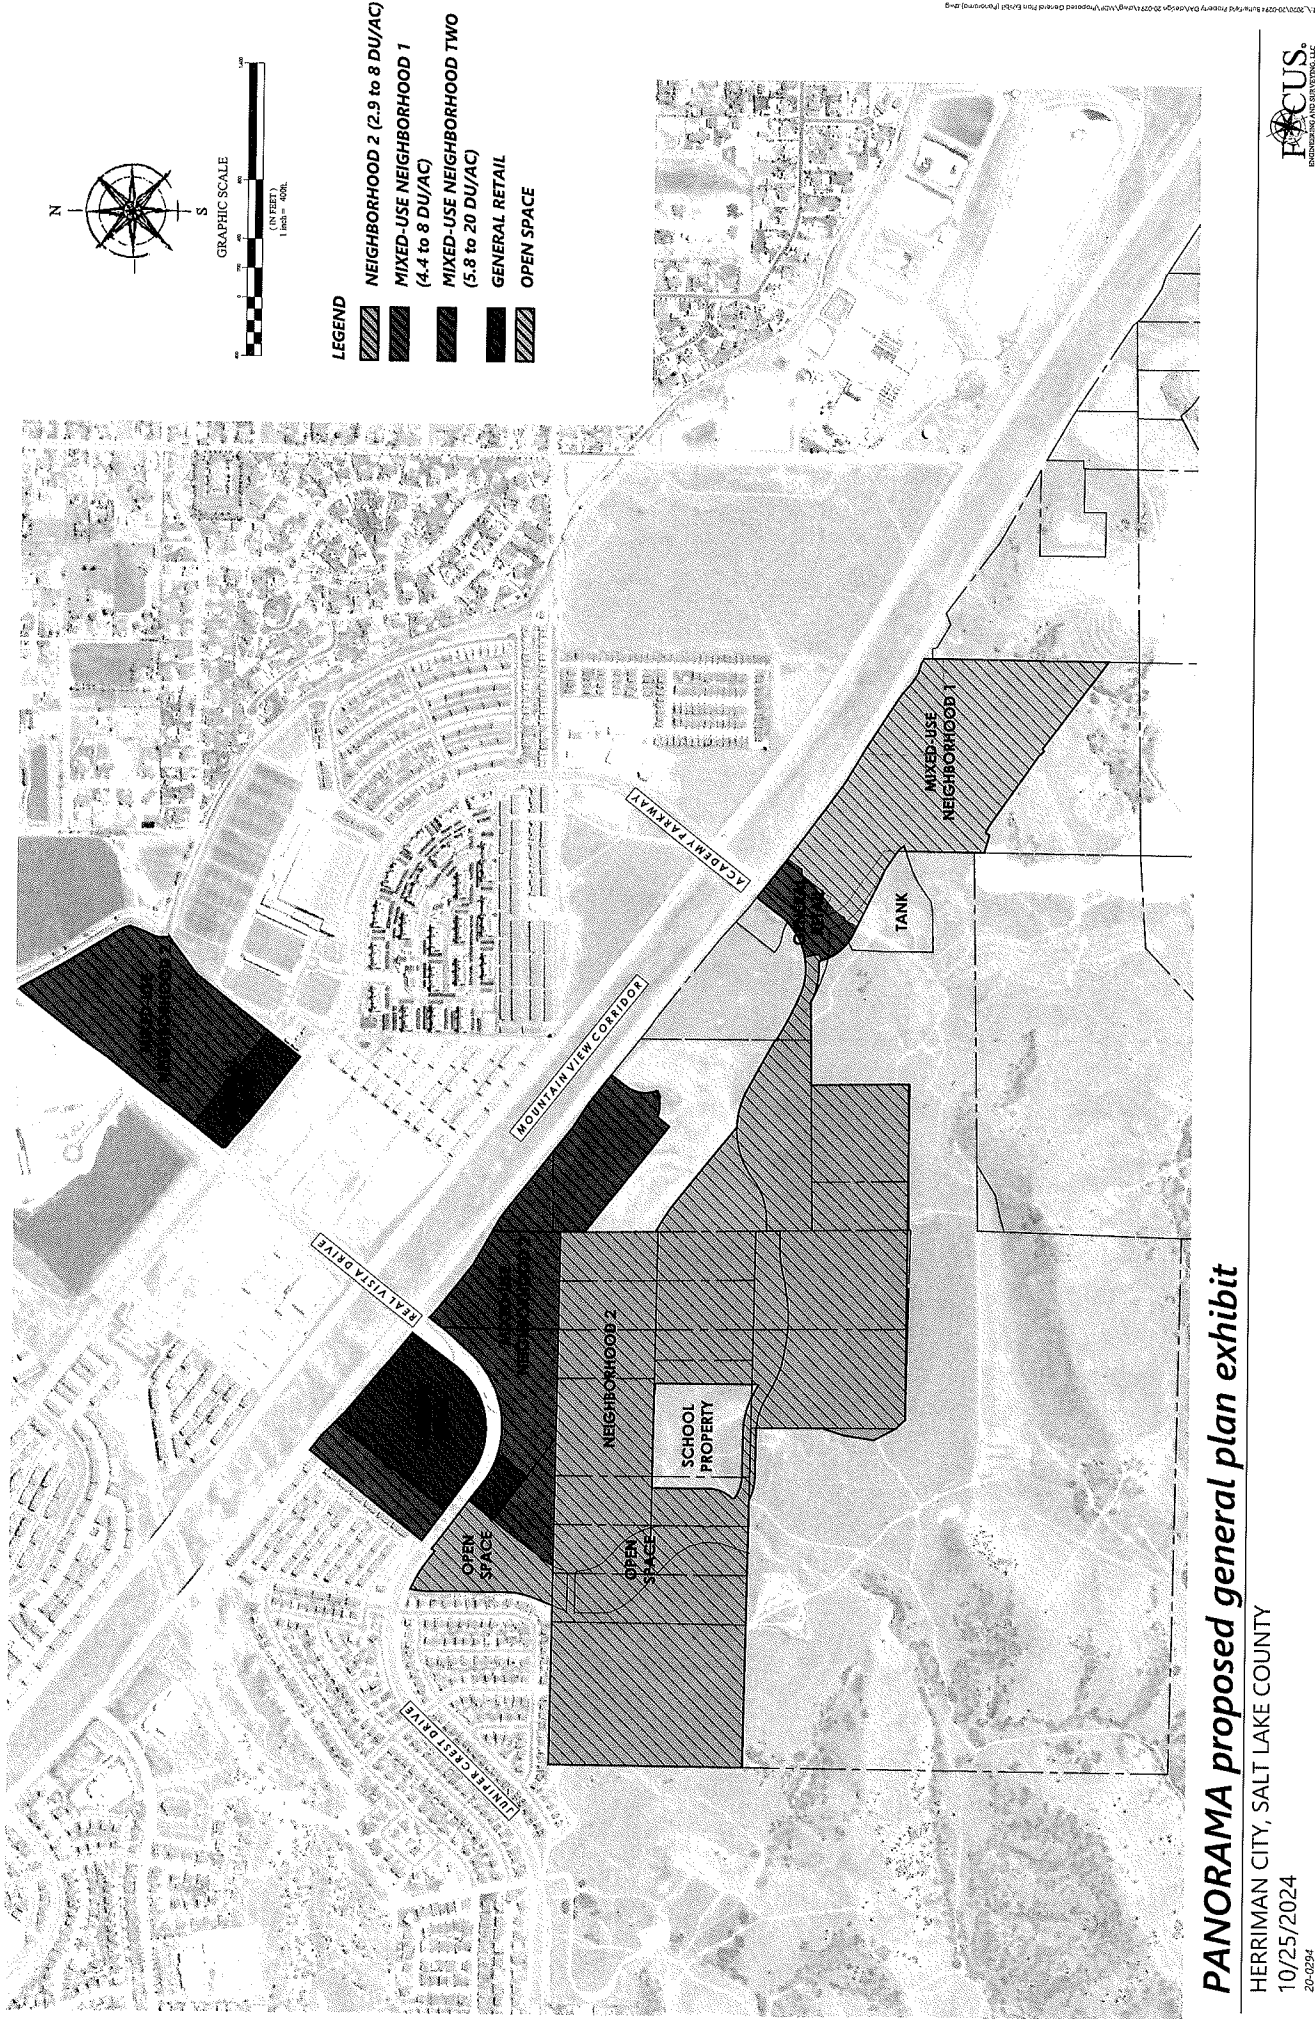 N
S
GRAPHIC SCALE
( IN FEET )
1 inch = 400ft.
LEGEND
NEIGHBORHOOD 2 (2.9 to 8 DU/AC)
MIXED-USE NEIGHBORHOOD 1
(4.4 to 8 DU/AC)
MIXED-USE NEIGHBORHOOD TWO
(5.8 to 20 DU/AC)
GENERAL RETAIL
OPEN SPACE
JUNIPER CREST DRIVE
REAL VISTA DRIVE
MOUNTAIN VIEW CORRIDOR
ACADEMY PARKWAY
OPEN
SPACE
OPEN
SPACE
NEIGHBORHOOD 2
SCHOOL
PROPERTY
TANK
MIXED-USE
NEIGHBORHOOD 1
PANORAMA proposed general plan exhibit
HERRIMAN CITY, SALT LAKE COUNTY
10/25/2024
20-0294
FOCUS.
ENGINEERING AND SURVEYING, LLC